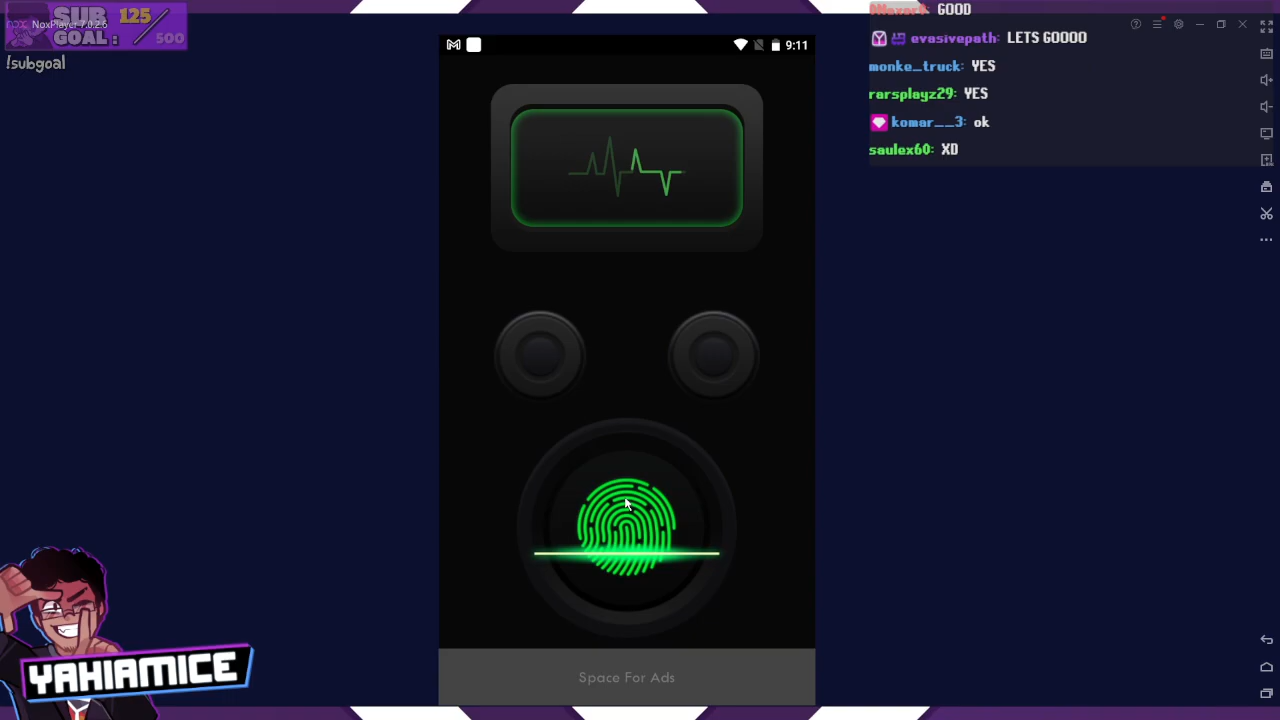 NoxPlayer 7.0.2.6
SUB GOAL : 125 / 500
!subgoal
9:11
GOOD
evasivepath: LETS GOOOO
monke_truck: YES
rarsplayz29: YES
komar__3: ok
saulex60: XD
Space For Ads
YAHIAMICE